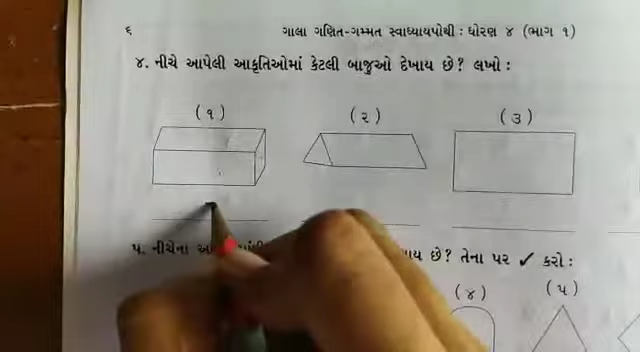 ૬ ગાલા ગણિત-ગમ્મત સ્વાધ્યાયપોથી : ધોરણ ૪ (ભાગ ૧)
૪. નીચે આપેલી આકૃતિઓમાં કેટલી બાજુઓ દેખાય છે? લખો :
(૧) (૨) (૩)
૫. નીચેના છે? તેના પર ✓ કરો :
(૪) (૫)